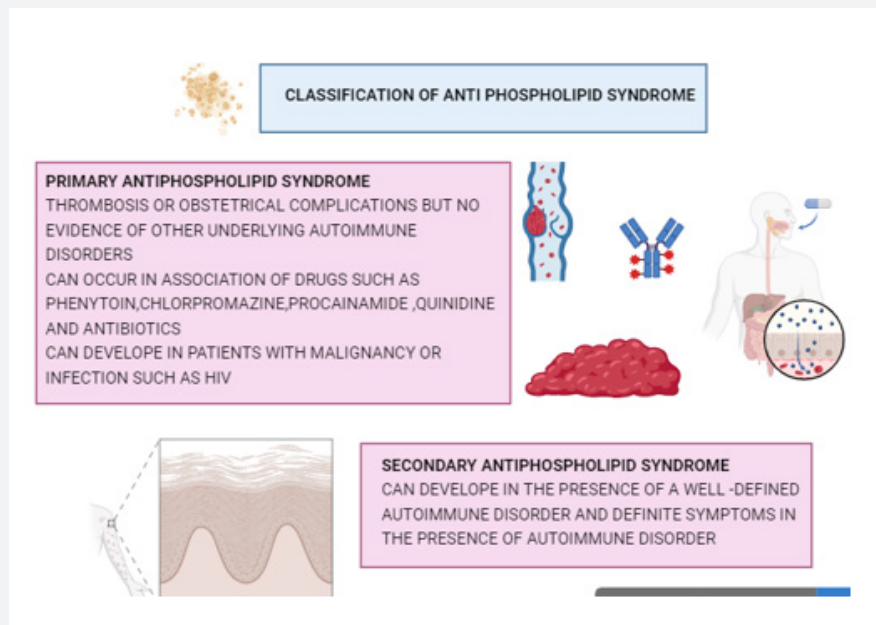 CLASSIFICATION OF ANTI PHOSPHOLIPID SYNDROME
PRIMARY ANTIPHOSPHOLIPID SYNDROME
THROMBOSIS OR OBSTETRICAL COMPLICATIONS BUT NO
EVIDENCE OF OTHER UNDERLYING AUTOIMMUNE
DISORDERS
CAN OCCUR IN ASSOCIATION OF DRUGS SUCH AS
PHENYTOIN,CHLORPROMAZINE,PROCAINAMIDE ,QUINIDINE
AND ANTIBIOTICS
CAN DEVELOPE IN PATIENTS WITH MALIGNANCY OR
INFECTION SUCH AS HIV
SECONDARY ANTIPHOSPHOLIPID SYNDROME
CAN DEVELOPE IN THE PRESENCE OF A WELL -DEFINED
AUTOIMMUNE DISORDER AND DEFINITE SYMPTOMS IN
THE PRESENCE OF AUTOIMMUNE DISORDER